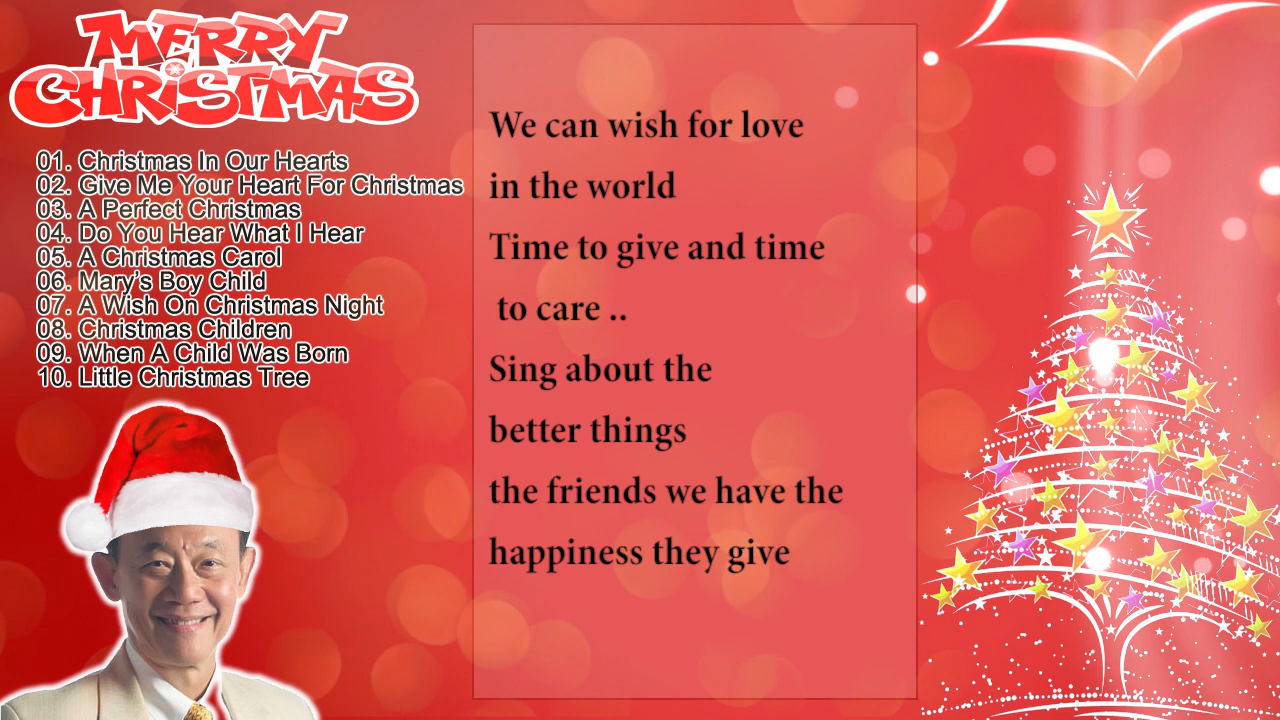 MERRY
CHRiSTMAS
01. Christmas In Our Hearts
02. Give Me Your Heart For Christmas
03. A Perfect Christmas
04. Do You Hear What I Hear
05. A Christmas Carol
06. Mary's Boy Child
07. A Wish On Christmas Night
08. Christmas Children
09. When A Child Was Born
10. Little Christmas Tree
We can wish for love
in the world
Time to give and time
to care ..
Sing about the
better things
the friends we have the
happiness they give